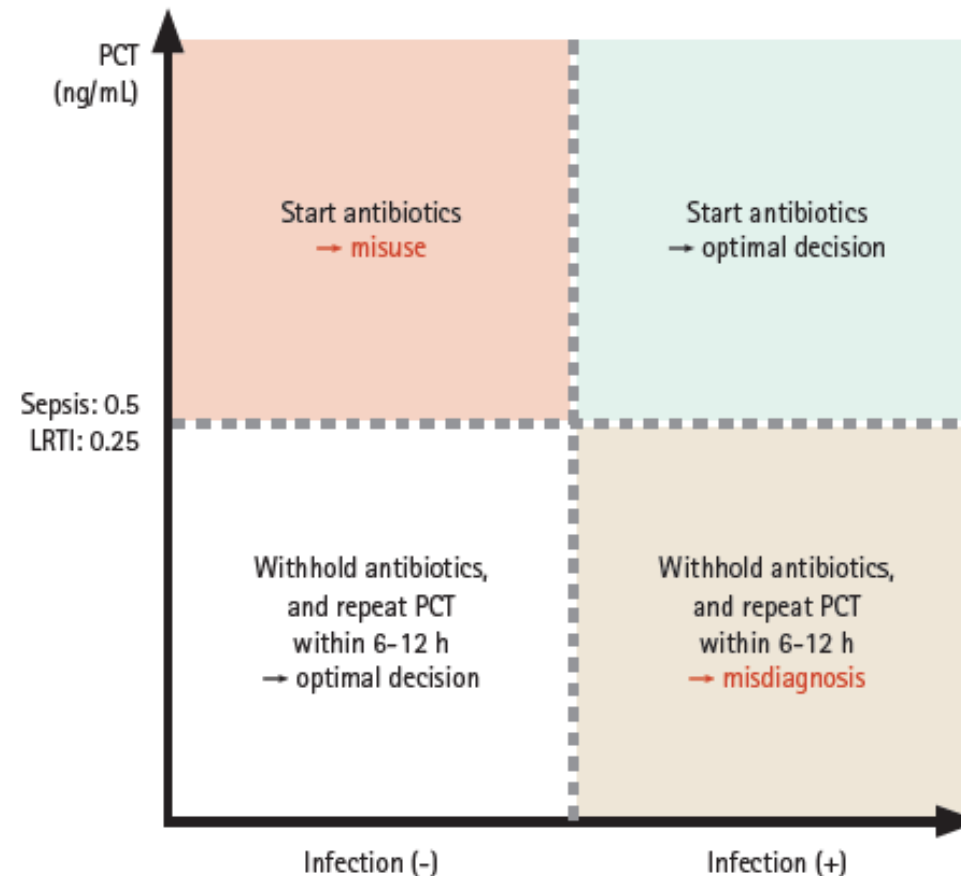 PCT
(ng/mL)
Start antibiotics
→ misuse
Start antibiotics
→ optimal decision
Sepsis: 0.5
LRTI: 0.25
Withhold antibiotics,
and repeat PCT
within 6-12 h
→ optimal decision
Withhold antibiotics,
and repeat PCT
within 6-12 h
→ misdiagnosis
Infection (-)
Infection (+)